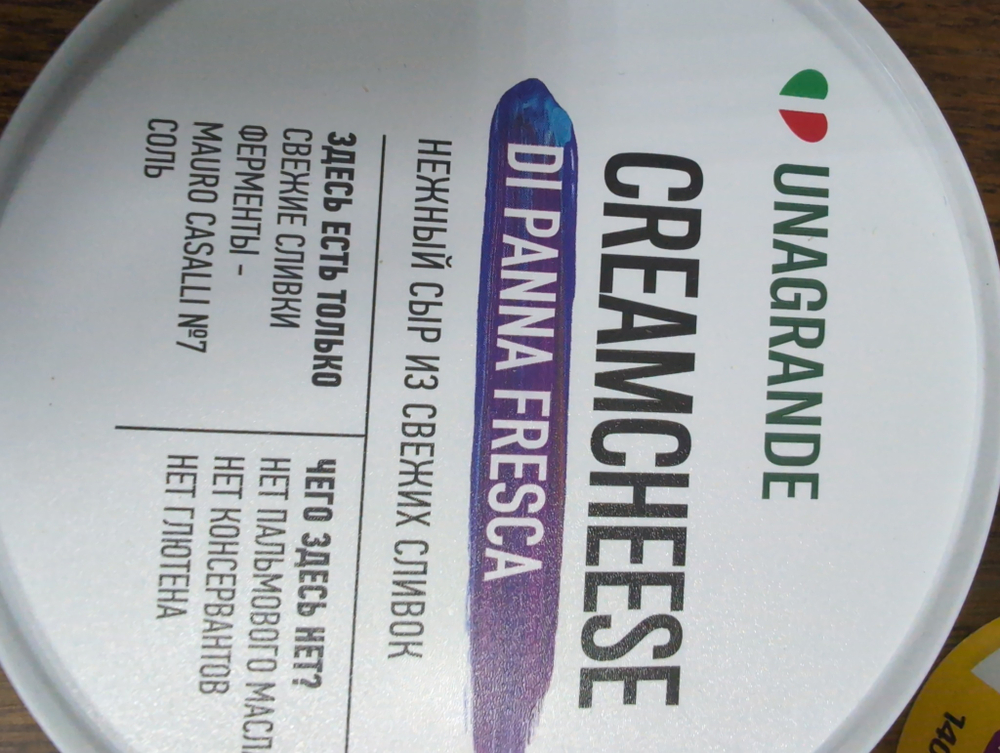 UNAGRANDE
CREAMCHEESE
DI PANNA FRESCA
НЕЖНЫЙ СЫР ИЗ СВЕЖИХ СЛИВОК
ЗДЕСЬ ЕСТЬ ТОЛЬКО
СВЕЖИЕ СЛИВКИ
ФЕРМЕНТЫ -
MAURO CASALLI №7
СОЛЬ
ЧЕГО ЗДЕСЬ НЕТ?
НЕТ ПАЛЬМОВОГО МАСЛА
НЕТ КОНСЕРВАНТОВ
НЕТ ГЛЮТЕНА